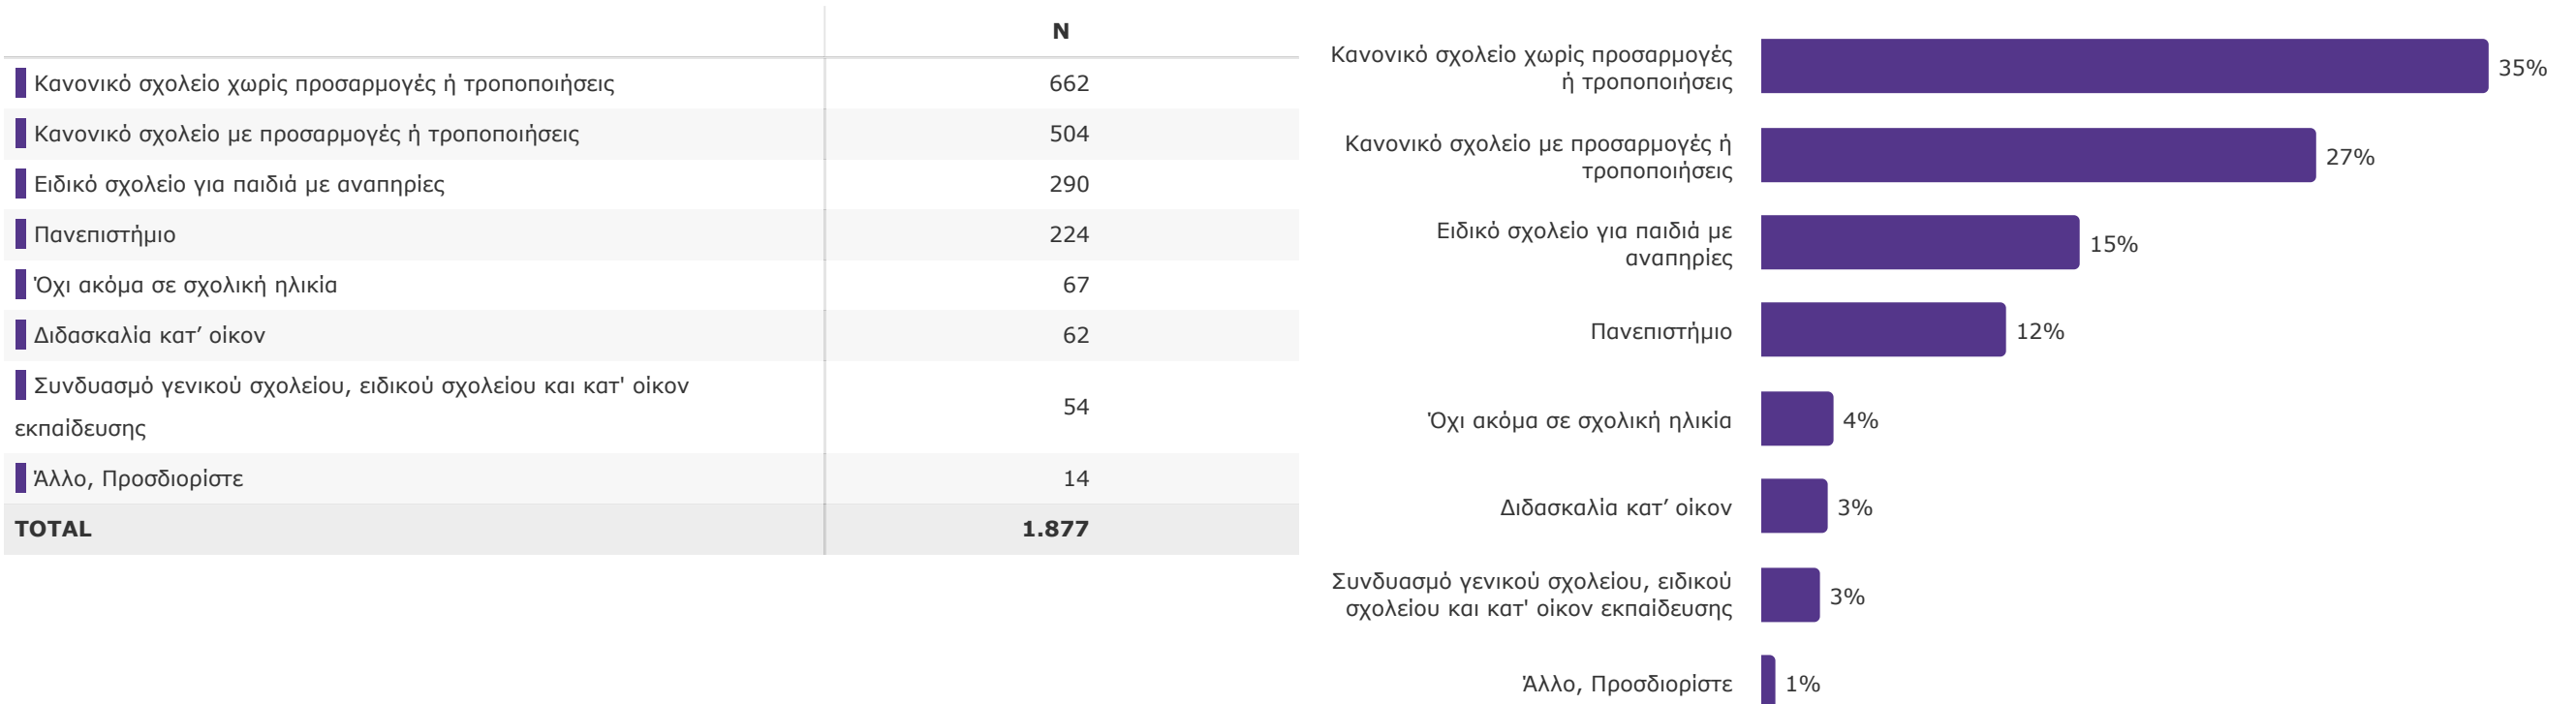 N
Κανονικό σχολείο χωρίς προσαρμογές ή τροποποιήσεις 662
Κανονικό σχολείο με προσαρμογές ή τροποποιήσεις 504
Ειδικό σχολείο για παιδιά με αναπηρίες 290
Πανεπιστήμιο 224
Όχι ακόμα σε σχολική ηλικία 67
Διδασκαλία κατ’ οίκον 62
Συνδυασμό γενικού σχολείου, ειδικού σχολείου και κατ' οίκον
εκπαίδευσης
54
Άλλο, Προσδιορίστε 14
TOTAL 1.877
Κανονικό σχολείο χωρίς προσαρμογές
ή τροποποιήσεις
35%
Κανονικό σχολείο με προσαρμογές ή
τροποποιήσεις
27%
Ειδικό σχολείο για παιδιά με
αναπηρίες
15%
Πανεπιστήμιο 12%
Όχι ακόμα σε σχολική ηλικία 4%
Διδασκαλία κατ’ οίκον 3%
Συνδυασμό γενικού σχολείου, ειδικού
σχολείου και κατ' οίκον εκπαίδευσης
3%
Άλλο, Προσδιορίστε 1%